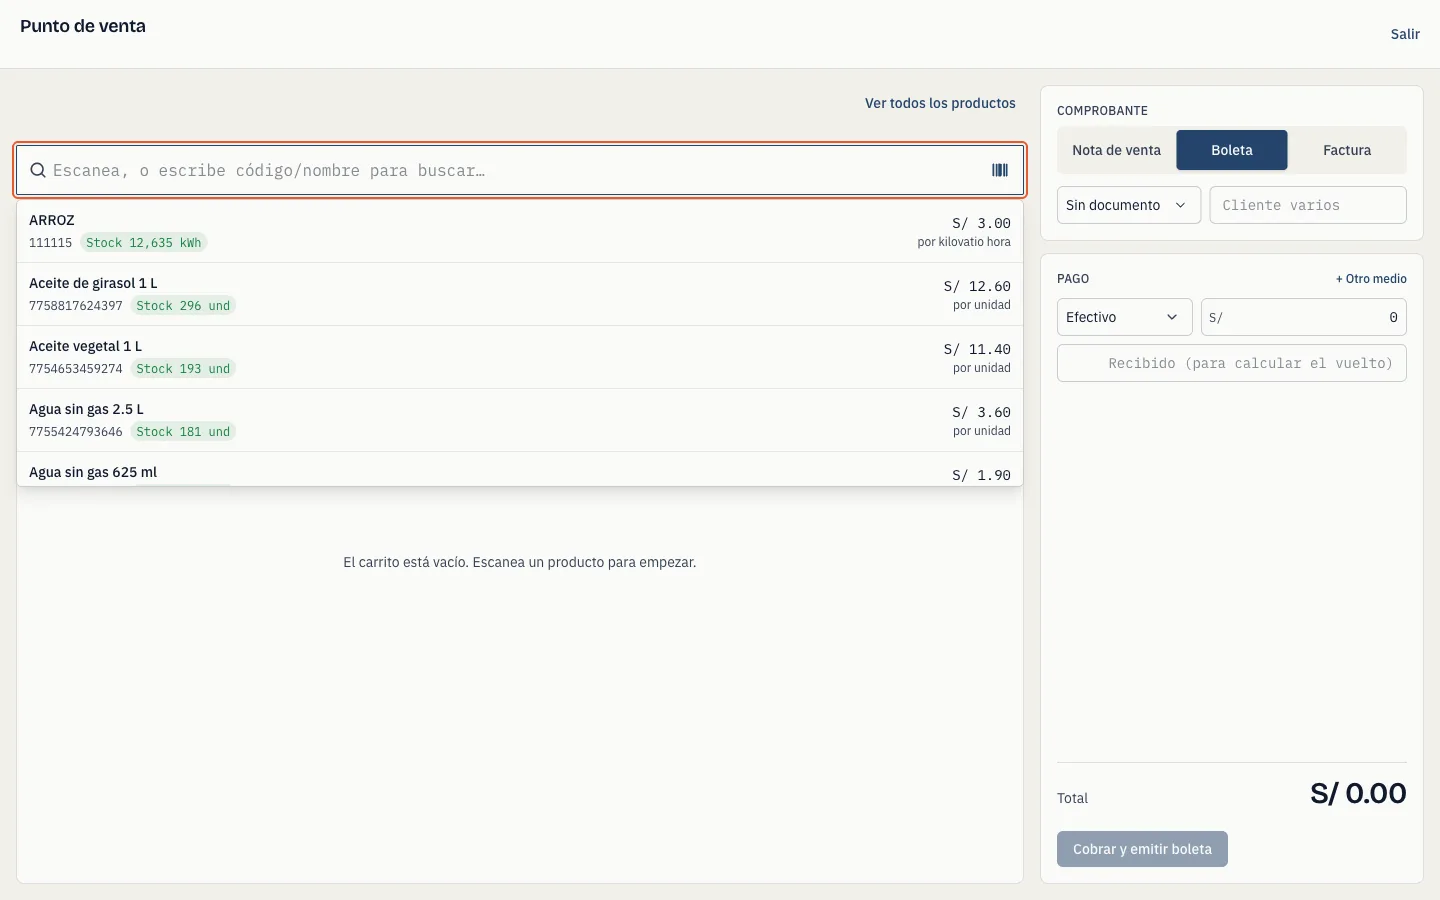 Punto de venta
Salir
Ver todos los productos
Escanea, o escribe código/nombre para buscar…
ARROZ
S/ 3.00
111115 Stock 12,635 kWh
por kilovatio hora
Aceite de girasol 1 L
S/ 12.60
7758817624397 Stock 296 und
por unidad
Aceite vegetal 1 L
S/ 11.40
7754653459274 Stock 193 und
por unidad
Agua sin gas 2.5 L
S/ 3.60
7755424793646 Stock 181 und
por unidad
Agua sin gas 625 ml
S/ 1.90
El carrito está vacío. Escanea un producto para empezar.
COMPROBANTE
Nota de venta Boleta Factura
Sin documento Cliente varios
PAGO + Otro medio
Efectivo S/ 0
Recibido (para calcular el vuelto)
Total S/ 0.00
Cobrar y emitir boleta